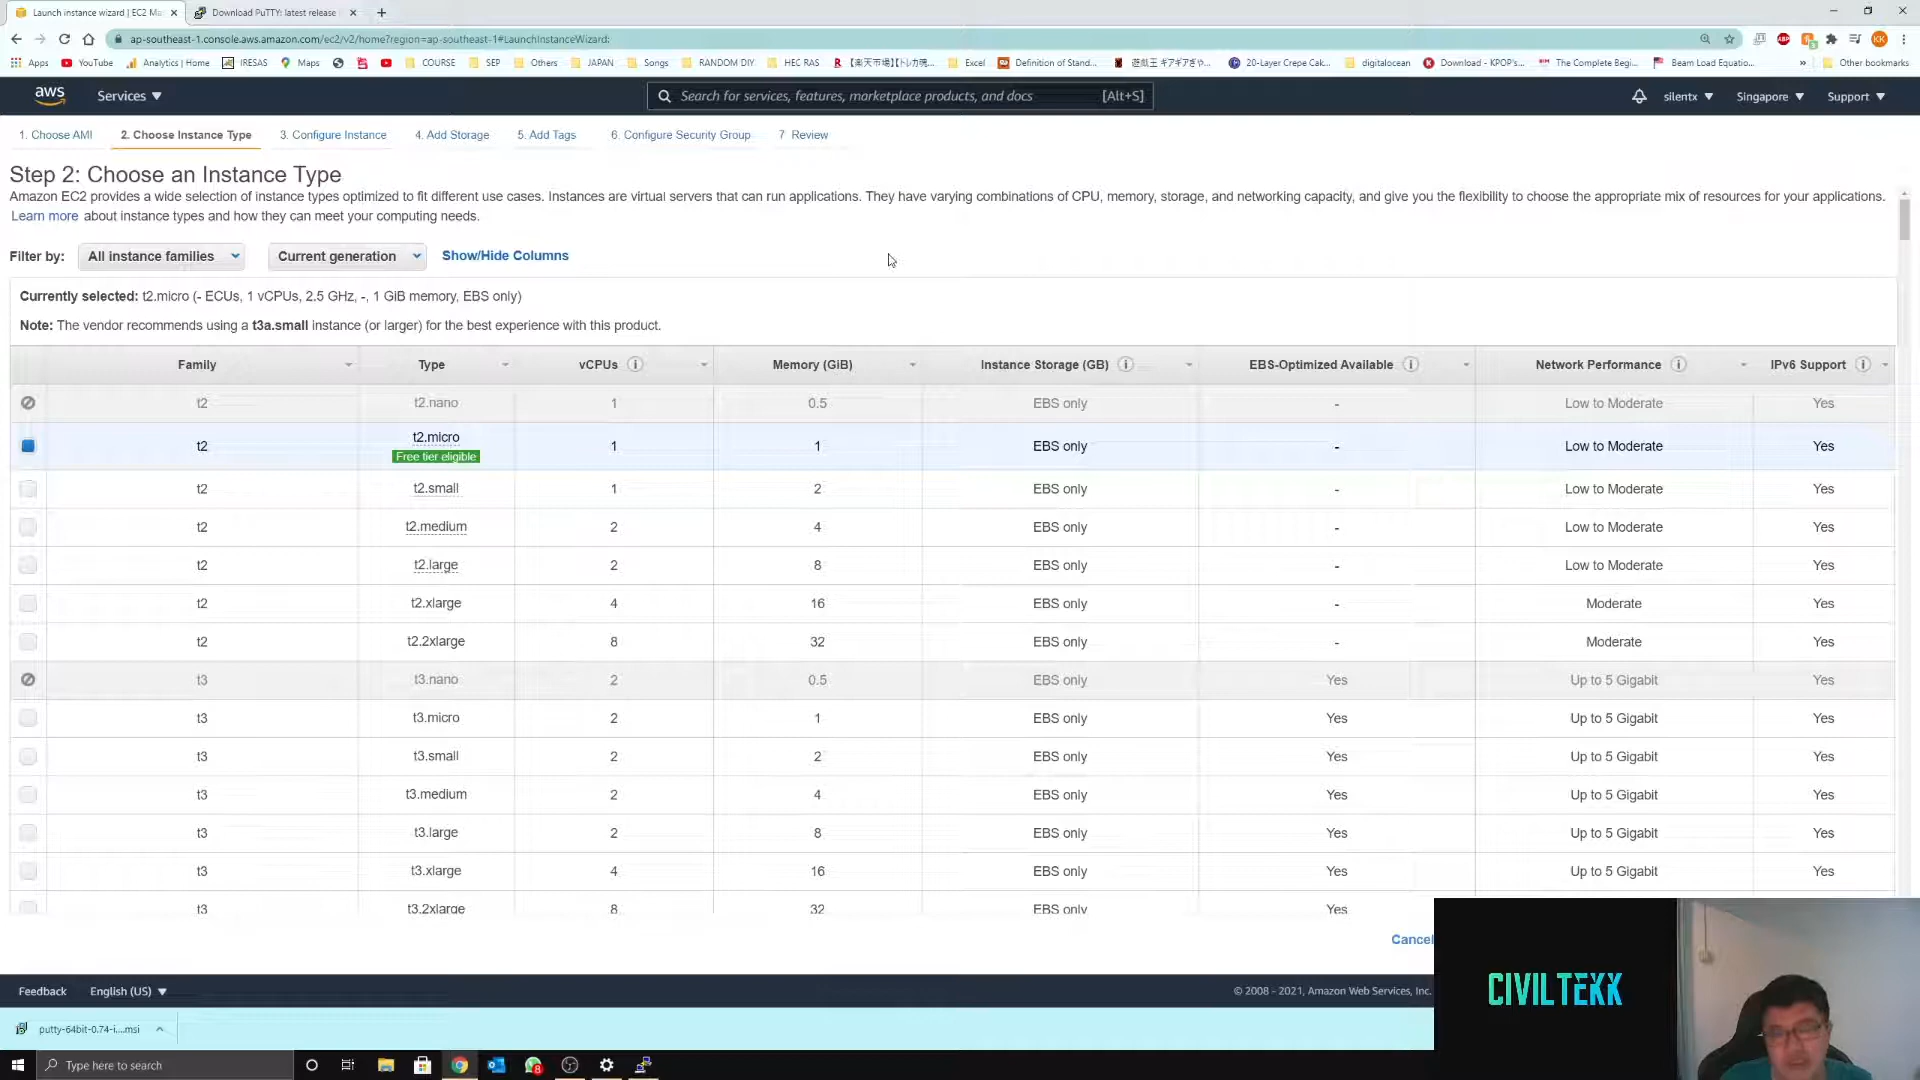 Launch instance wizard | EC2 Ma
Download PuTTY: latest release
ap-southeast-1.console.aws.amazon.com/ec2/v2/home?region=ap-southeast-1#LaunchInstanceWizard:
Apps YouTube Analytics | Home IRESAS Maps COURSE SEP Others JAPAN Songs RANDOM DIY HEC RAS Excel Definition of Stand... 20-Layer Crepe Cak... digitalocean Download - KPOP's... The Complete Begi... Beam Load Equatio... » Other bookmarks
aws Services Search for services, features, marketplace products, and docs [Alt+S] silentx Singapore Support
1. Choose AMI 2. Choose Instance Type 3. Configure Instance 4. Add Storage 5. Add Tags 6. Configure Security Group 7. Review
Step 2: Choose an Instance Type
Amazon EC2 provides a wide selection of instance types optimized to fit different use cases. Instances are virtual servers that can run applications. They have varying combinations of CPU, memory, storage, and networking capacity, and give you the flexibility to choose the appropriate mix of resources for your applications.
Learn more about instance types and how they can meet your computing needs.
Filter by: All instance families Current generation Show/Hide Columns
Currently selected: t2.micro (- ECUs, 1 vCPUs, 2.5 GHz, -, 1 GiB memory, EBS only)
Note: The vendor recommends using a t3a.small instance (or larger) for the best experience with this product.
Family Type vCPUs Memory (GiB) Instance Storage (GB) EBS-Optimized Available Network Performance IPv6 Support
t2 t2.nano 1 0.5 EBS only - Low to Moderate Yes
t2 t2.micro 1 1 EBS only - Low to Moderate Yes
Free tier eligible
t2 t2.small 1 2 EBS only - Low to Moderate Yes
t2 t2.medium 2 4 EBS only - Low to Moderate Yes
t2 t2.large 2 8 EBS only - Low to Moderate Yes
t2 t2.xlarge 4 16 EBS only - Moderate Yes
t2 t2.2xlarge 8 32 EBS only - Moderate Yes
t3 t3.nano 2 0.5 EBS only Yes Up to 5 Gigabit Yes
t3 t3.micro 2 1 EBS only Yes Up to 5 Gigabit Yes
t3 t3.small 2 2 EBS only Yes Up to 5 Gigabit Yes
t3 t3.medium 2 4 EBS only Yes Up to 5 Gigabit Yes
t3 t3.large 2 8 EBS only Yes Up to 5 Gigabit Yes
t3 t3.xlarge 4 16 EBS only Yes Up to 5 Gigabit Yes
t3 t3.2xlarge 8 32 EBS only Yes
Cancel
Feedback English (US) © 2008 - 2021, Amazon Web Services, Inc.
CIVILTEKK
putty-64bit-0.74-i....msi
Type here to search